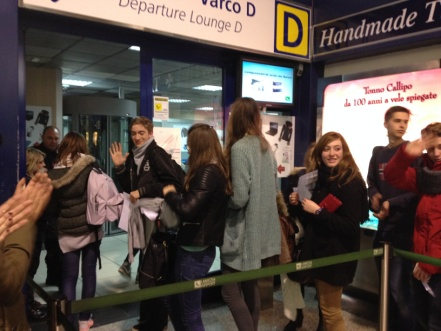 Varco D
Departure Lounge D
D
Handmade T
Tonno Callipo
da 100 anni a vele spiegate